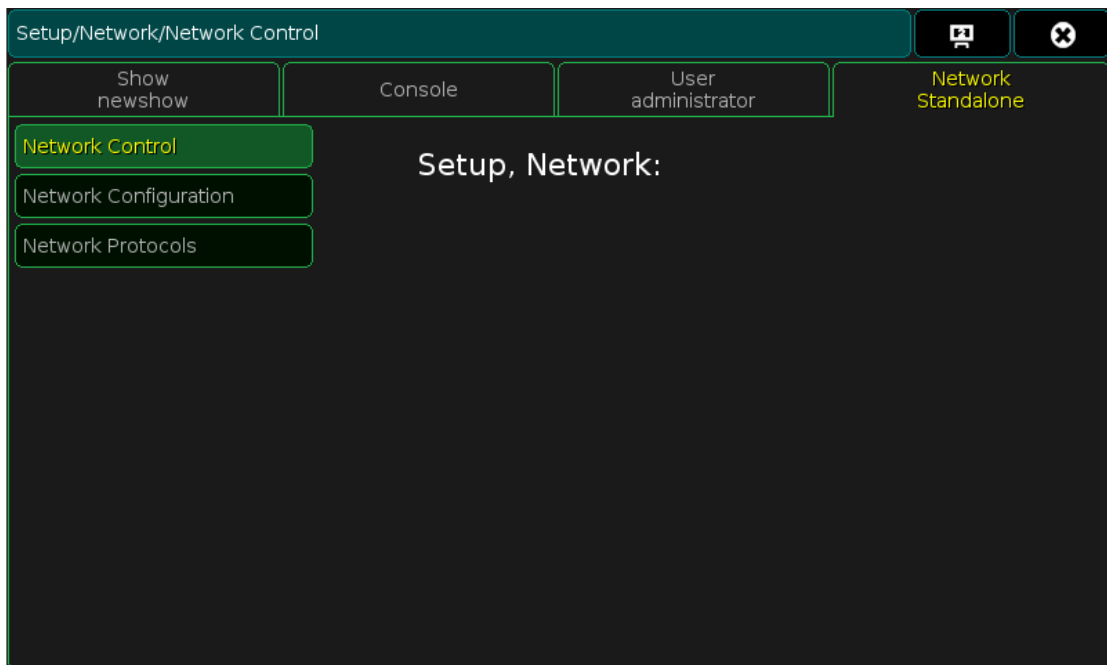 Setup/Network/Network Control
2
Show
newshow
Console
User
administrator
Network
Standalone
Network Control
Network Configuration
Network Protocols
Setup, Network: